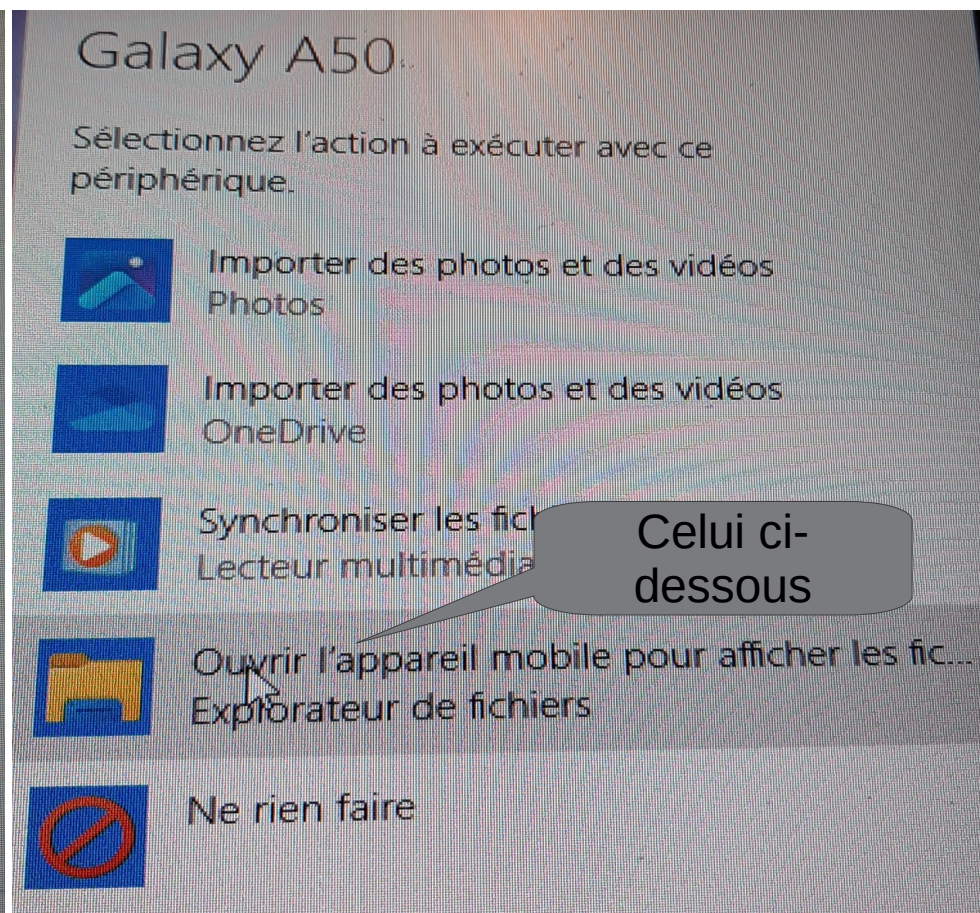 Galaxy A50
Sélectionnez l'action à exécuter avec ce
périphérique.
Importer des photos et des vidéos
Photos
Importer des photos et des vidéos
OneDrive
Synchroniser les
Lecteur multimédia
Celui ci-
dessous
Ouvrir l'appareil mobile pour afficher les fic...
Explorateur de fichiers
Ne rien faire